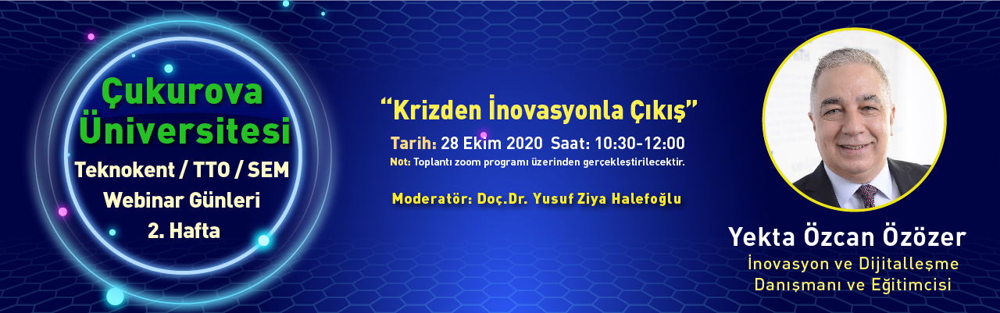 Çukurova
Üniversitesi
Teknokent / TTO / SEM
Webinar Günleri
2. Hafta
“Krizden İnovasyonla Çıkış”
Tarih: 28 Ekim 2020 Saat: 10:30-12:00
Not: Toplantı zoom programı üzerinden gerçekleştirilecektir.
Moderatör: Doç.Dr. Yusuf Ziya Halefoğlu
Yekta Özcan Özözer
İnovasyon ve Dijitalleşme
Danışmanı ve Eğitimcisi